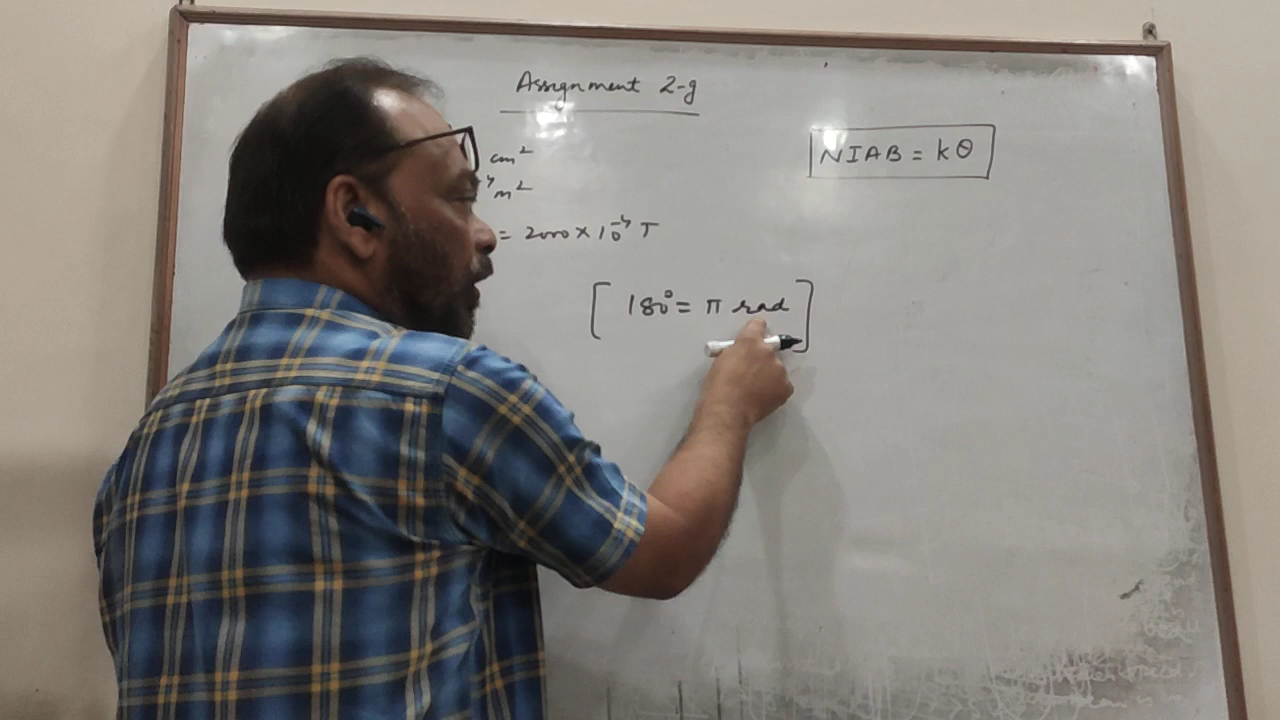 Assignment 2-g
NIAB = kθ
cm²
m²
= 2000 × 10⁻⁴ T
[ 180° = π rad ]